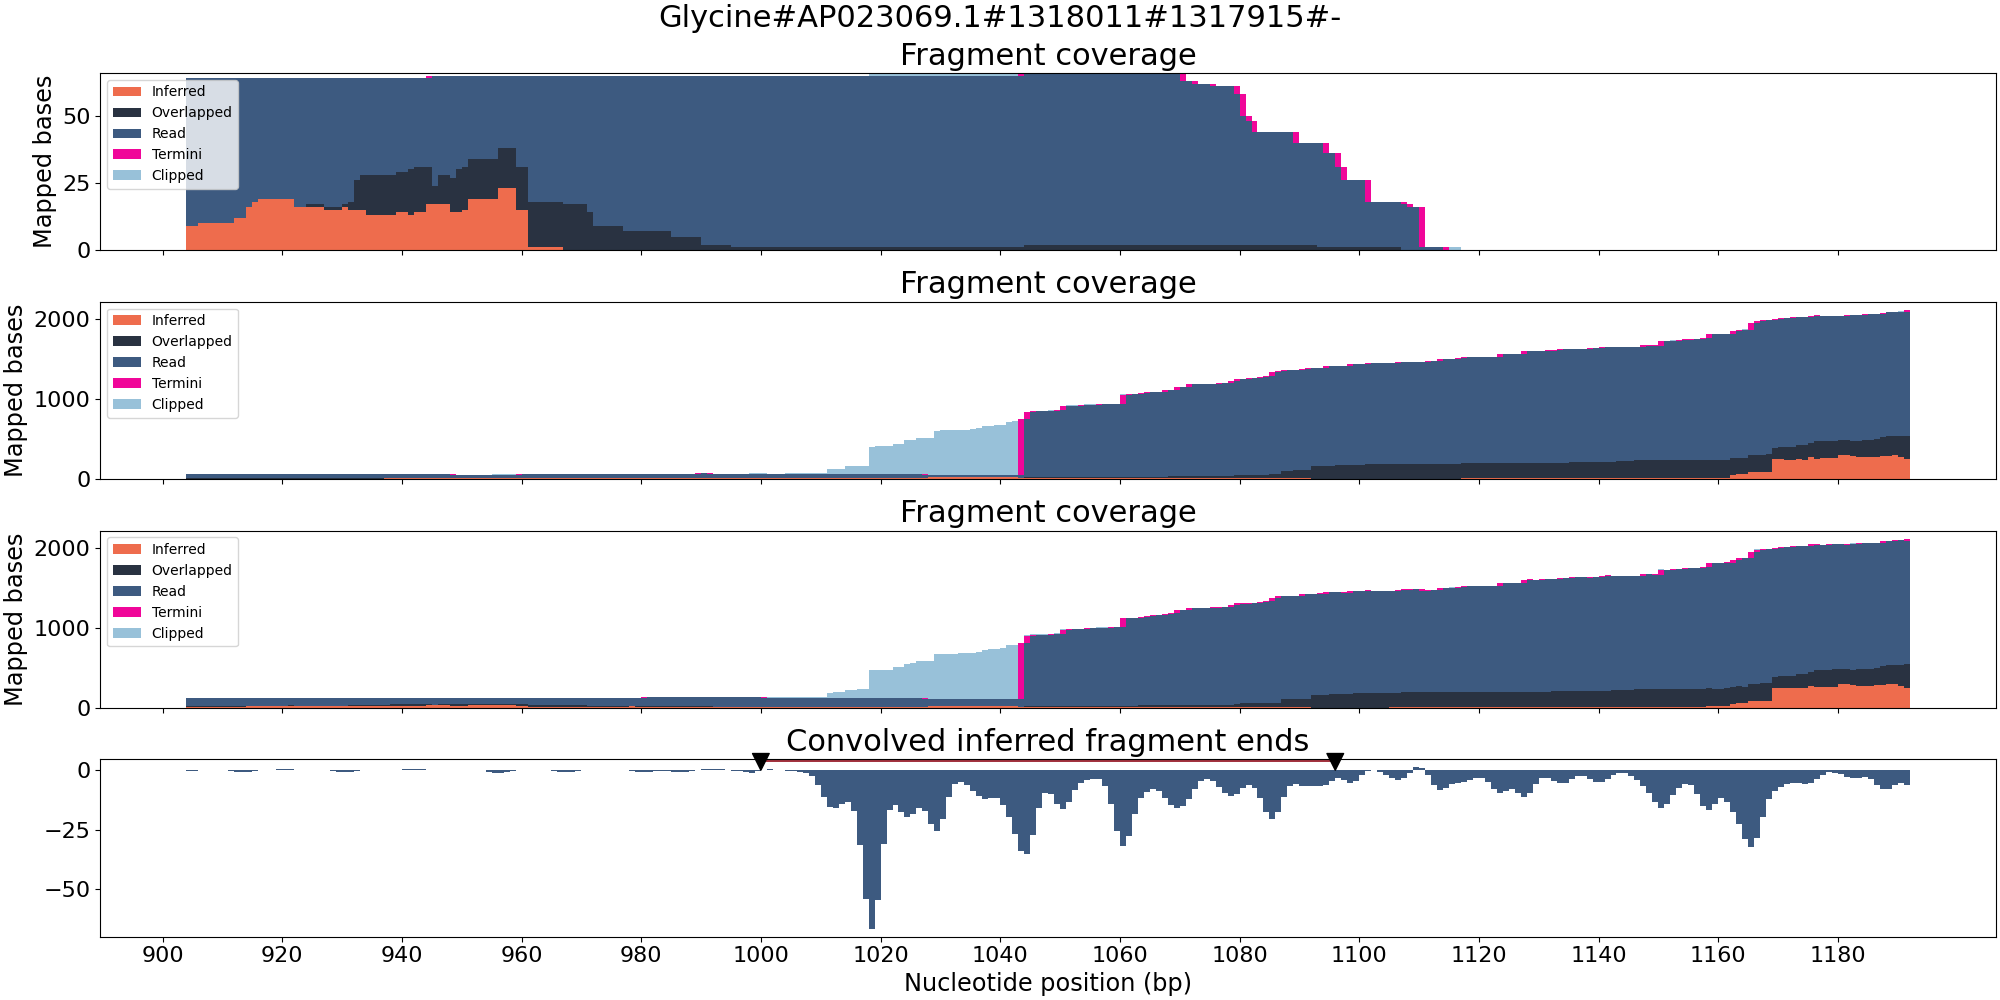 Glycine#AP023069.1#1318011#1317915#-
Fragment coverage
Mapped bases
50
25
0
Inferred
Overlapped
Read
Termini
Clipped
Fragment coverage
Mapped bases
2000
1000
0
Inferred
Overlapped
Read
Termini
Clipped
Fragment coverage
Mapped bases
2000
1000
0
Inferred
Overlapped
Read
Termini
Clipped
Convolved inferred fragment ends
0
−25
−50
900 920 940 960 980 1000 1020 1040 1060 1080 1100 1120 1140 1160 1180
Nucleotide position (bp)